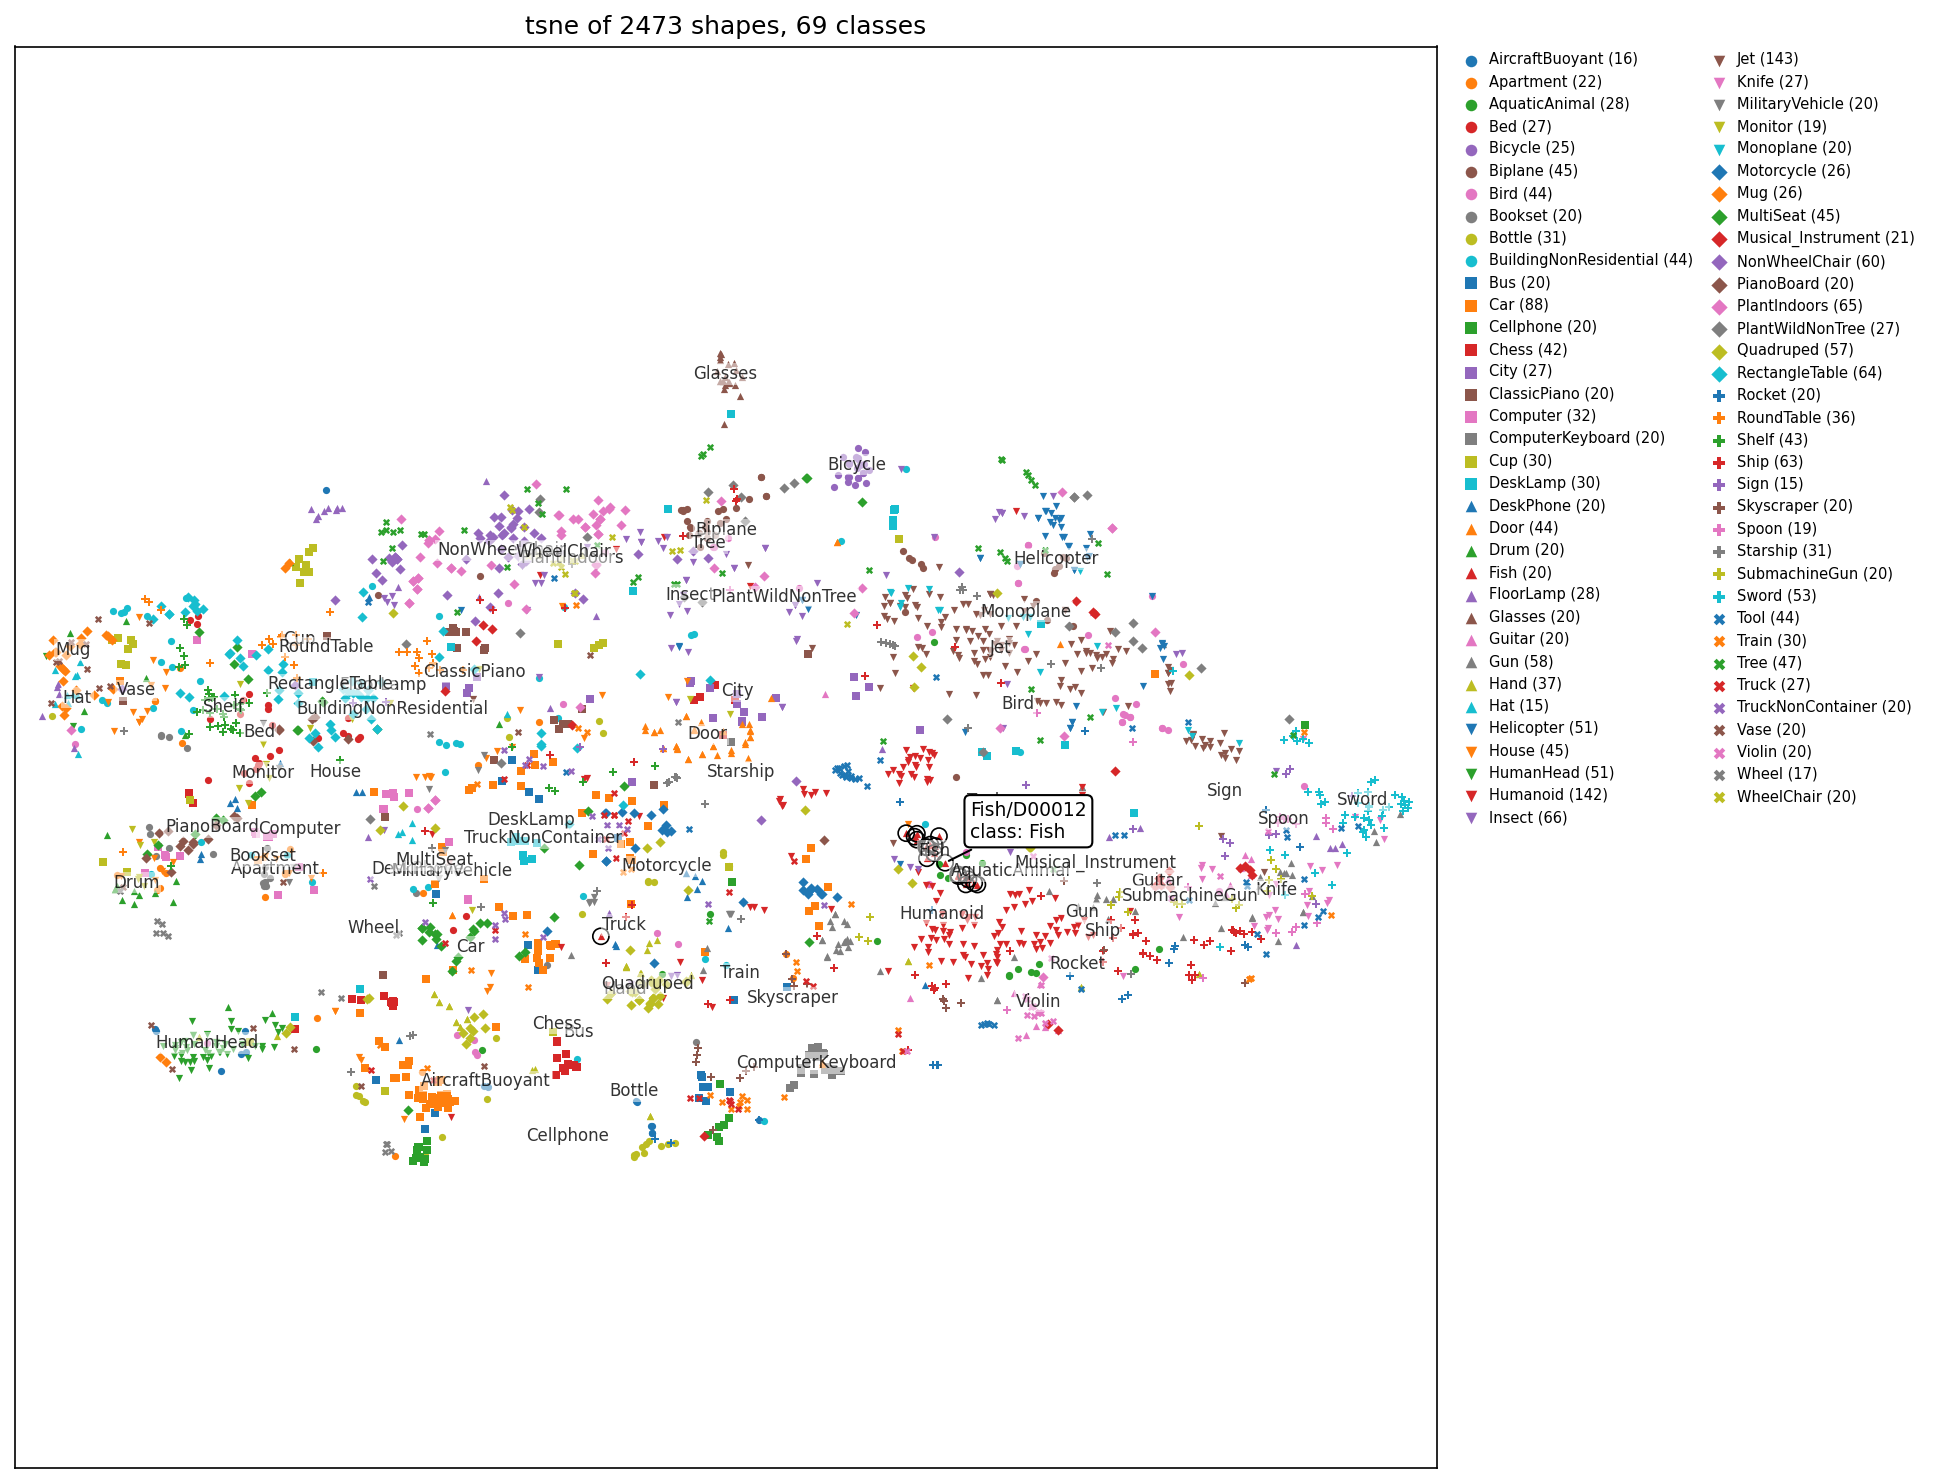 tsne of 2473 shapes, 69 classes
AircraftBuoyant (16)
Apartment (22)
AquaticAnimal (28)
Bed (27)
Bicycle (25)
Biplane (45)
Bird (44)
Bookset (20)
Bottle (31)
BuildingNonResidential (44)
Bus (20)
Car (88)
Cellphone (20)
Chess (42)
City (27)
ClassicPiano (20)
Computer (32)
ComputerKeyboard (20)
Cup (30)
DeskLamp (30)
DeskPhone (20)
Door (44)
Drum (20)
Fish (20)
FloorLamp (28)
Glasses (20)
Guitar (20)
Gun (58)
Hand (37)
Hat (15)
Helicopter (51)
House (45)
HumanHead (51)
Humanoid (142)
Insect (66)
Jet (143)
Knife (27)
MilitaryVehicle (20)
Monitor (19)
Monoplane (20)
Motorcycle (26)
Mug (26)
MultiSeat (45)
Musical_Instrument (21)
NonWheelChair (60)
PianoBoard (20)
PlantIndoors (65)
PlantWildNonTree (27)
Quadruped (57)
RectangleTable (64)
Rocket (20)
RoundTable (36)
Shelf (43)
Ship (63)
Sign (15)
Skyscraper (20)
Spoon (19)
Starship (31)
SubmachineGun (20)
Sword (53)
Tool (44)
Train (30)
Tree (47)
Truck (27)
TruckNonContainer (20)
Vase (20)
Violin (20)
Wheel (17)
WheelChair (20)
Glasses
Bicycle
Biplane
Tree
WheelChair
PlantIndoors
Helicopter
Insect
PlantWildNonTree
Monoplane
Cup
RoundTable
Mug
Jet
ClassicPiano
RectangleTable
Vase
Hat
City
Shelf
BuildingNonResidential
Bird
Bed
Door
Monitor
House
Starship
Sign
Sword
Fish/D00012
class: Fish
DeskLamp
Spoon
PianoBoard
Computer
TruckNonContainer
Fish
Bookset
MultiSeat
Motorcycle
Musical_Instrument
Apartment
MilitaryVehicle
AquaticAnimal
Drum
Guitar
Knife
SubmachineGun
Humanoid
Gun
Truck
Wheel
Ship
Car
Rocket
Train
Quadruped
Hand
Skyscraper
Violin
Chess
Bus
HumanHead
ComputerKeyboard
AircraftBuoyant
Bottle
Cellphone